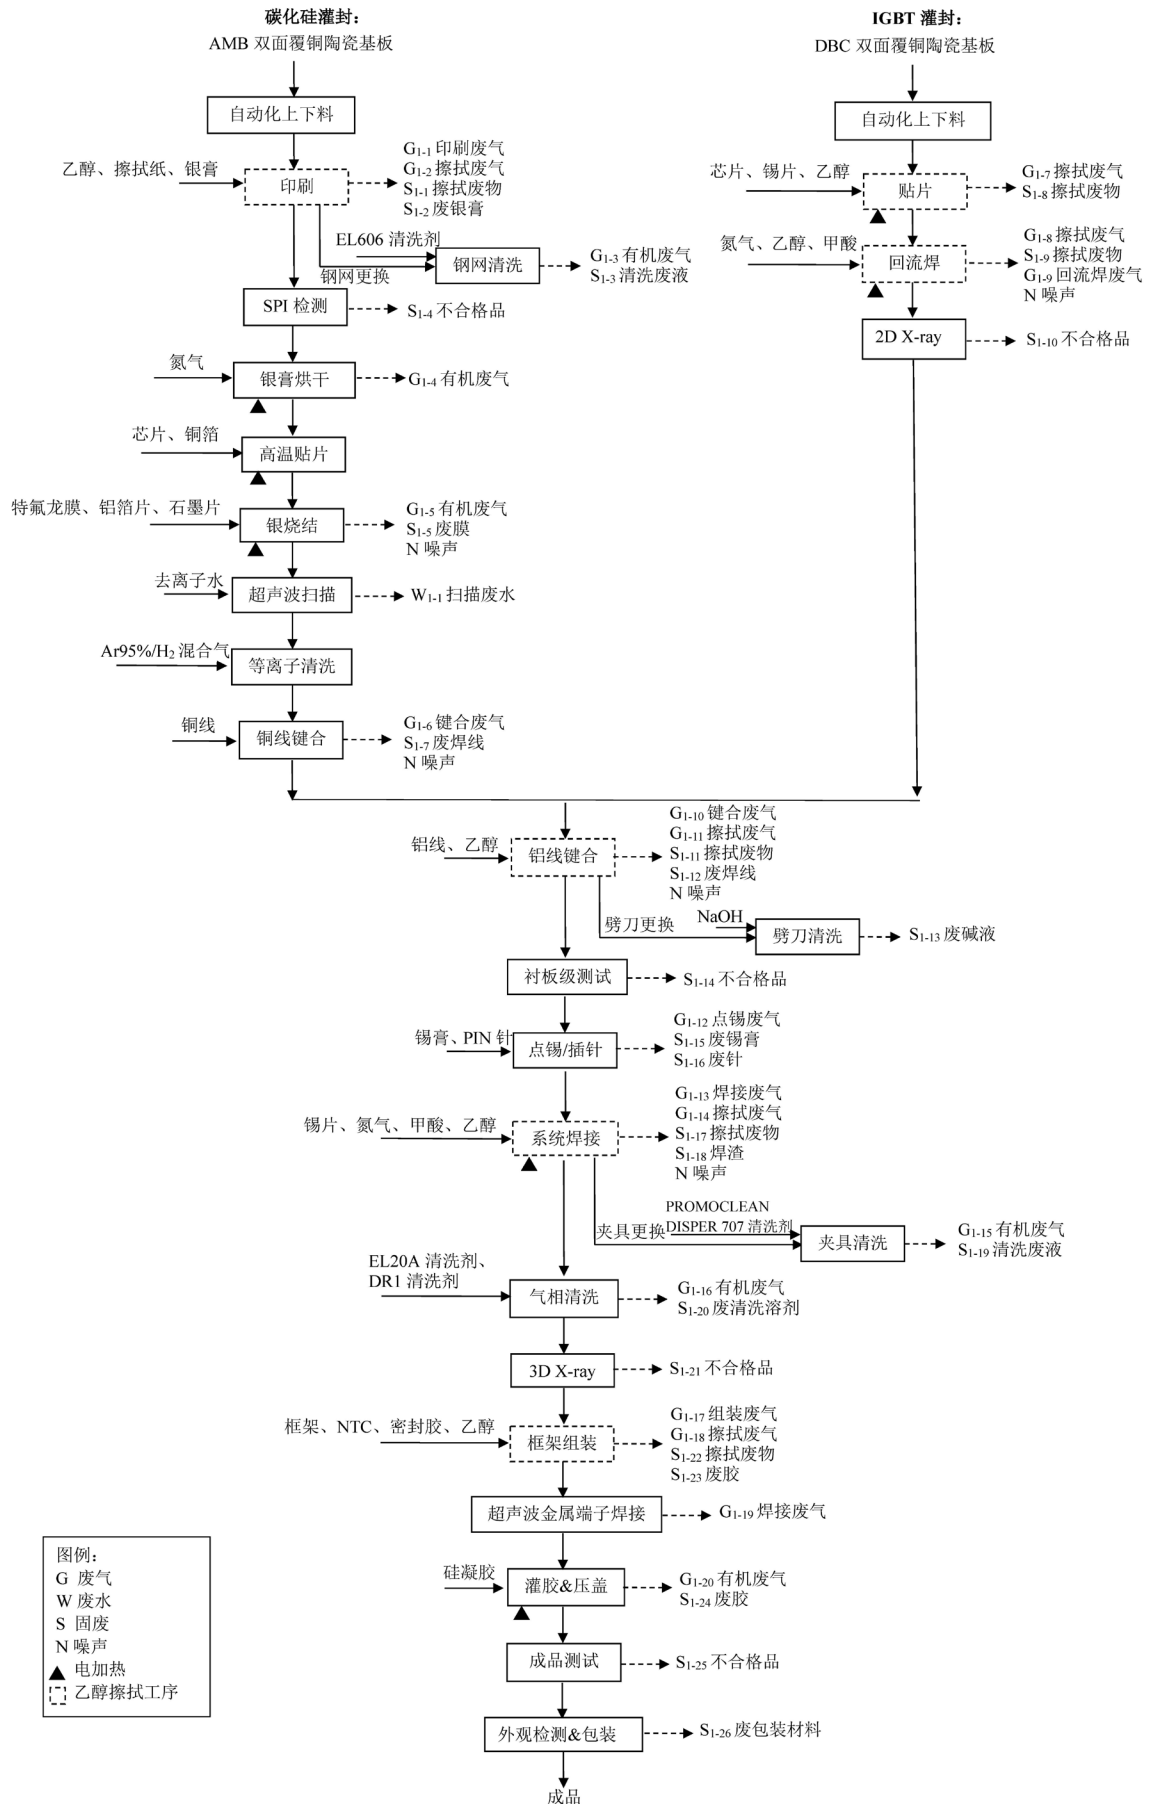 碳化硅灌封：
AMB 双面覆铜陶瓷基板
自动化上下料
乙醇、擦拭纸、银膏
印刷
G1-1 印刷废气
G1-2 擦拭废气
S1-1 擦拭废物
S1-2 废银膏
EL606 清洗剂
钢网更换
钢网清洗
G1-3 有机废气
S1-3 清洗废液
SPI 检测
S1-4 不合格品
氮气
银膏烘干
G1-4 有机废气
芯片、铜箔
高温贴片
特氟龙膜、铝箔片、石墨片
银烧结
G1-5 有机废气
S1-5 废膜
N 噪声
去离子水
超声波扫描
W1-1 扫描废水
Ar95%/H2 混合气
等离子清洗
铜线
铜线键合
G1-6 键合废气
S1-7 废焊线
N 噪声
IGBT 灌封：
DBC 双面覆铜陶瓷基板
自动化上下料
芯片、锡片、乙醇
贴片
G1-7 擦拭废气
S1-8 擦拭废物
氮气、乙醇、甲酸
回流焊
G1-8 擦拭废气
S1-9 擦拭废物
G1-9 回流焊废气
N 噪声
2D X-ray
S1-10 不合格品
铝线、乙醇
铝线键合
G1-10 键合废气
G1-11 擦拭废气
S1-11 擦拭废物
S1-12 废焊线
N 噪声
劈刀更换
NaOH
劈刀清洗
S1-13 废碱液
衬板级测试
S1-14 不合格品
锡膏、PIN 针
点锡/插针
G1-12 点锡废气
S1-15 废锡膏
S1-16 废针
锡片、氮气、甲酸、乙醇
系统焊接
G1-13 焊接废气
G1-14 擦拭废气
S1-17 擦拭废物
S1-18 焊渣
N 噪声
夹具更换
PROMOCLEAN
DISPER 707 清洗剂
夹具清洗
G1-15 有机废气
S1-19 清洗废液
EL20A 清洗剂、
DR1 清洗剂
气相清洗
G1-16 有机废气
S1-20 废清洗溶剂
3D X-ray
S1-21 不合格品
框架、NTC、密封胶、乙醇
框架组装
G1-17 组装废气
G1-18 擦拭废气
S1-22 擦拭废物
S1-23 废胶
超声波金属端子焊接
G1-19 焊接废气
硅凝胶
灌胶&压盖
G1-20 有机废气
S1-24 废胶
成品测试
S1-25 不合格品
外观检测&包装
S1-26 废包装材料
成品
图例：
G 废气
W 废水
S 固废
N 噪声
电加热
乙醇擦拭工序